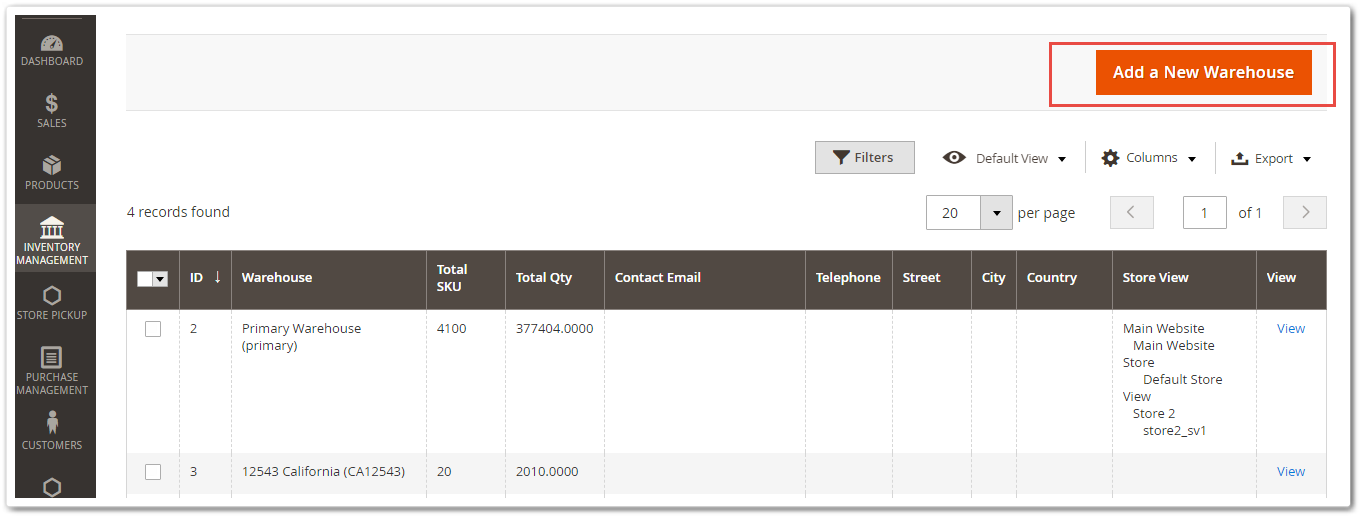 DASHBOARD
$
SALES
PRODUCTS
INVENTORY
MANAGEMENT
STORE PICKUP
PURCHASE
MANAGEMENT
CUSTOMERS
Add a New Warehouse
Filters
Default View
Columns
Export
4 records found
20
per page
1
of 1
ID ↓
Warehouse
Total
SKU
Total Qty
Contact Email
Telephone
Street
City
Country
Store View
View
2
Primary Warehouse
(primary)
4100
377404.0000
Main Website
Main Website
Store
Default Store
View
Store 2
store2_sv1
View
3
12543 California (CA12543)
20
2010.0000
View